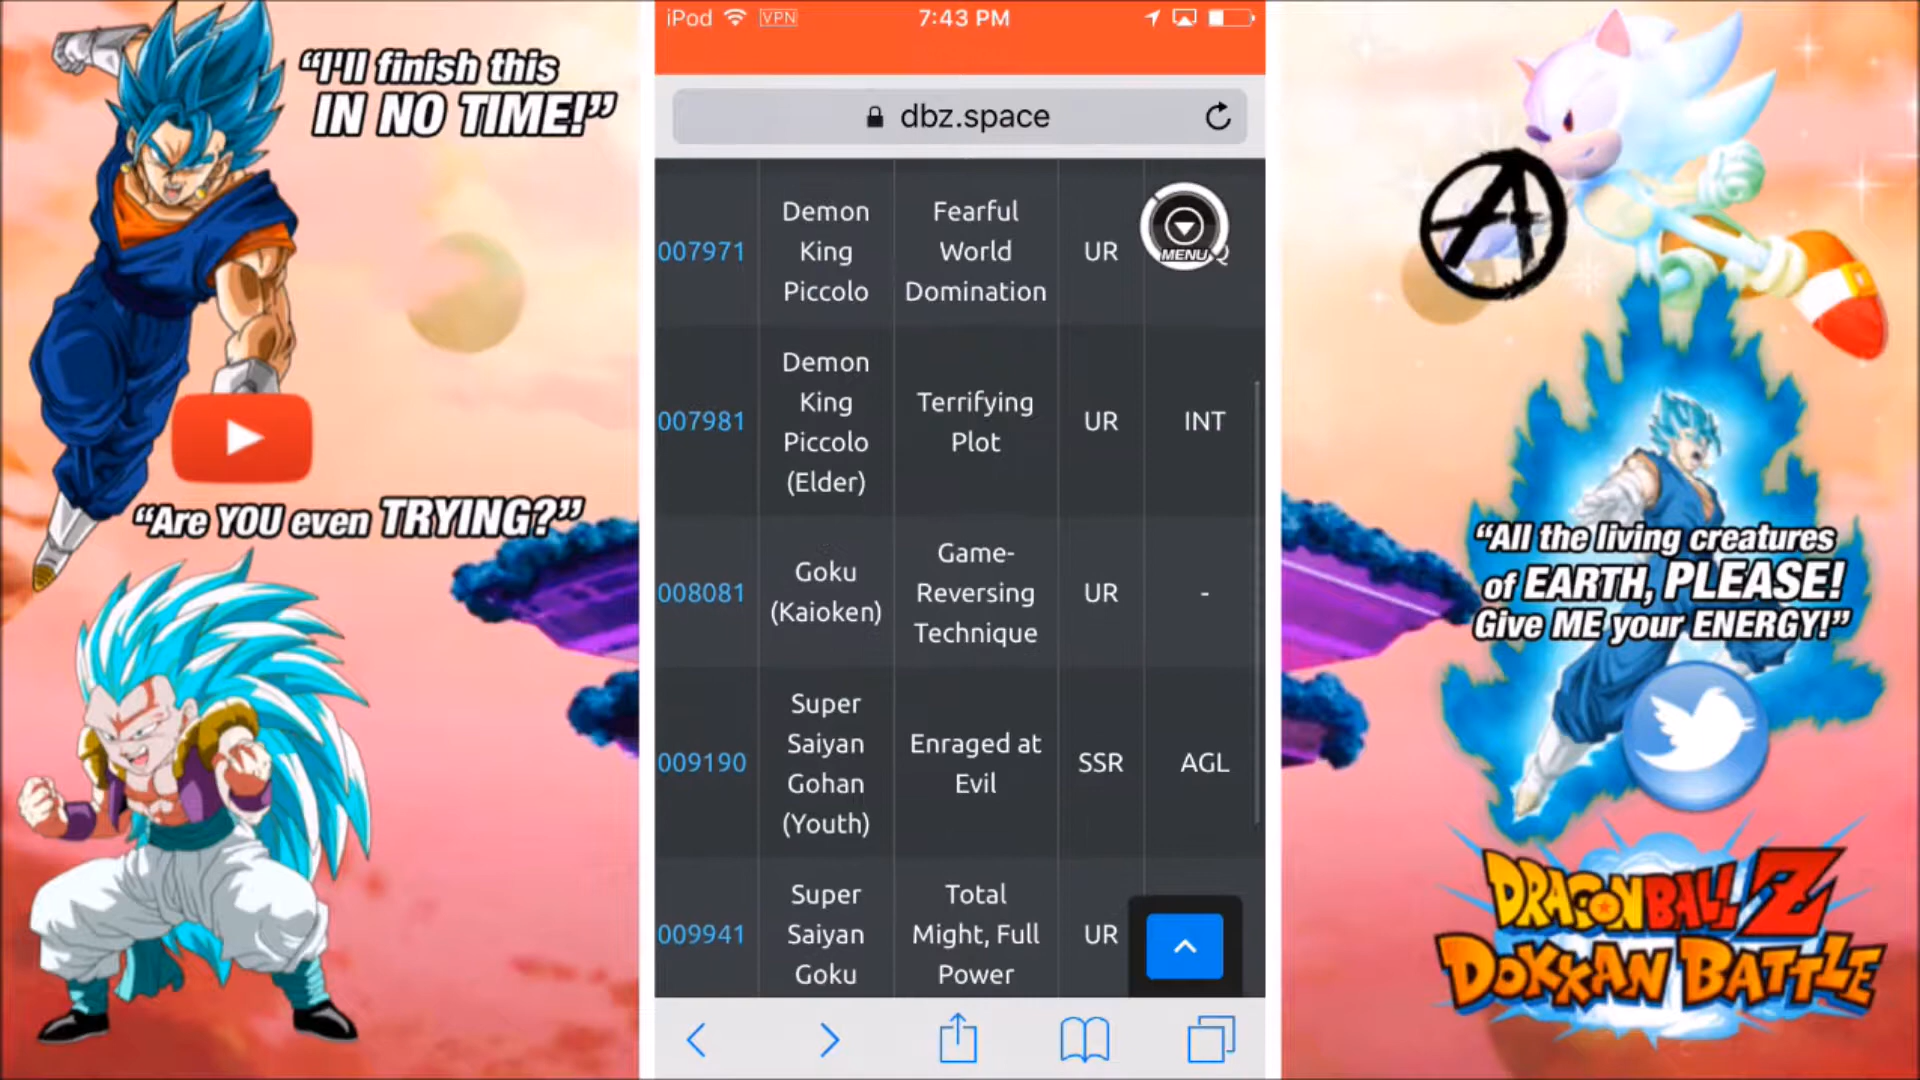 “I'll finish this
IN NO TIME!”
“Are YOU even TRYING?”
iPod VPN 7:43 PM
dbz.space
007971 Demon King Piccolo Fearful World Domination UR Q
MENU
007981 Demon King Piccolo (Elder) Terrifying Plot UR INT
008081 Goku (Kaioken) Game-Reversing Technique UR -
009190 Super Saiyan Gohan (Youth) Enraged at Evil SSR AGL
009941 Super Saiyan Goku Total Might, Full Power UR
A
“All the living creatures
of EARTH, PLEASE!
Give ME your ENERGY!”
DRAGONBALL Z
DOKKAN BATTLE